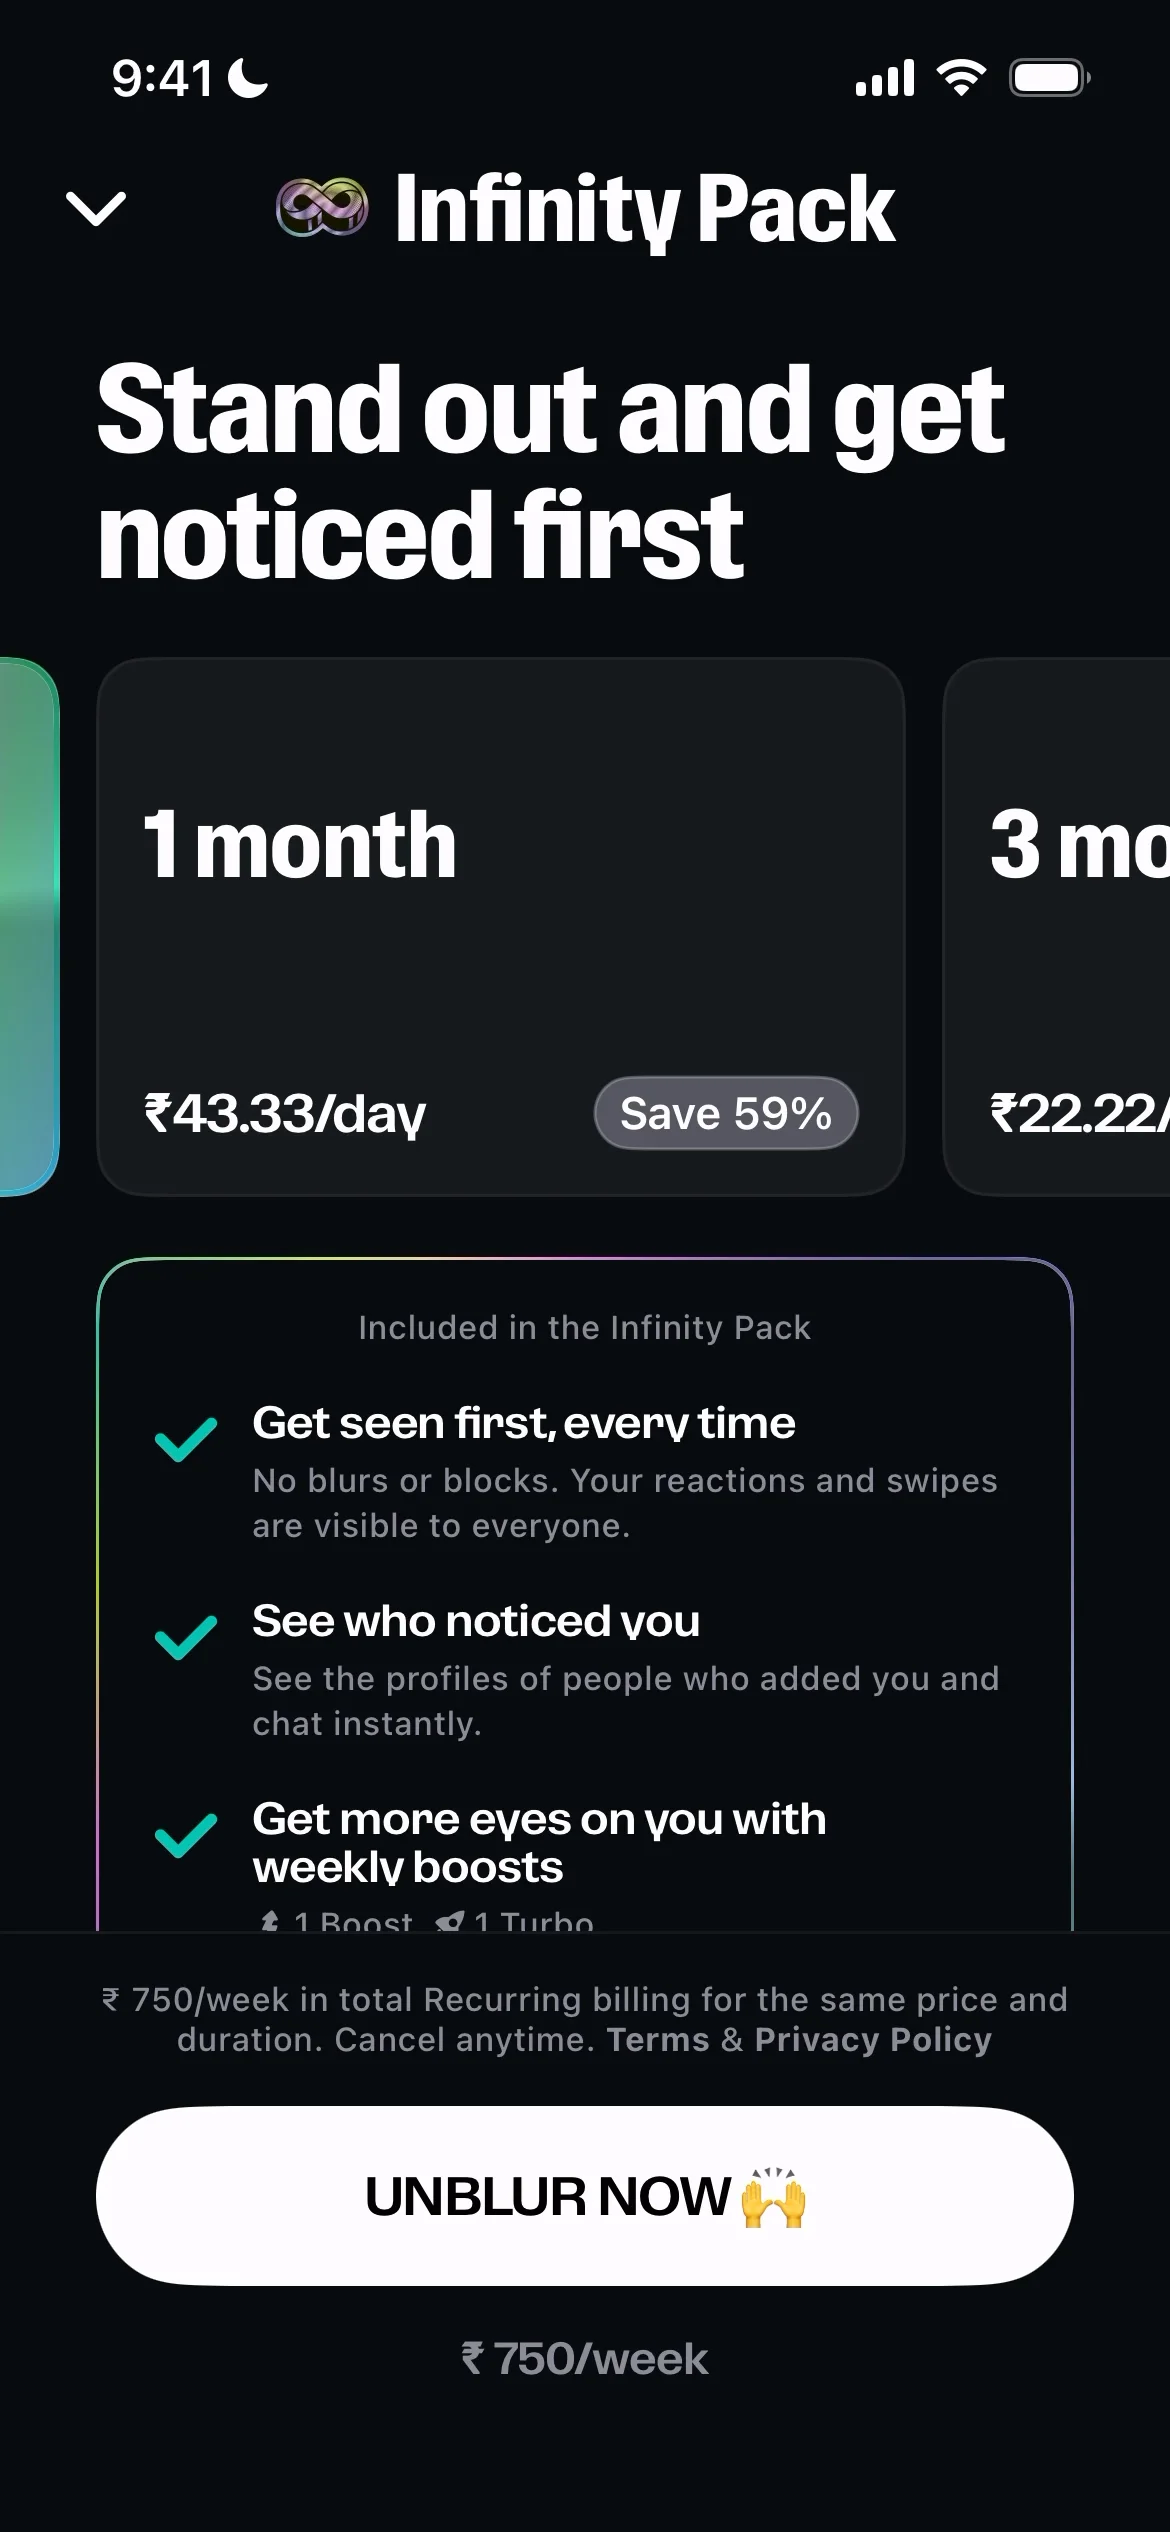 9:41
Infinity Pack
Stand out and get
noticed first
1 month
3 mo
₹43.33/day
Save 59%
₹22.22/
Included in the Infinity Pack
Get seen first, every time
No blurs or blocks. Your reactions and swipes
are visible to everyone.
See who noticed you
See the profiles of people who added you and
chat instantly.
Get more eyes on you with
weekly boosts
1 Boost 1 Turbo
₹ 750/week in total Recurring billing for the same price and
duration. Cancel anytime. Terms & Privacy Policy
UNBLUR NOW 🙌
₹ 750/week